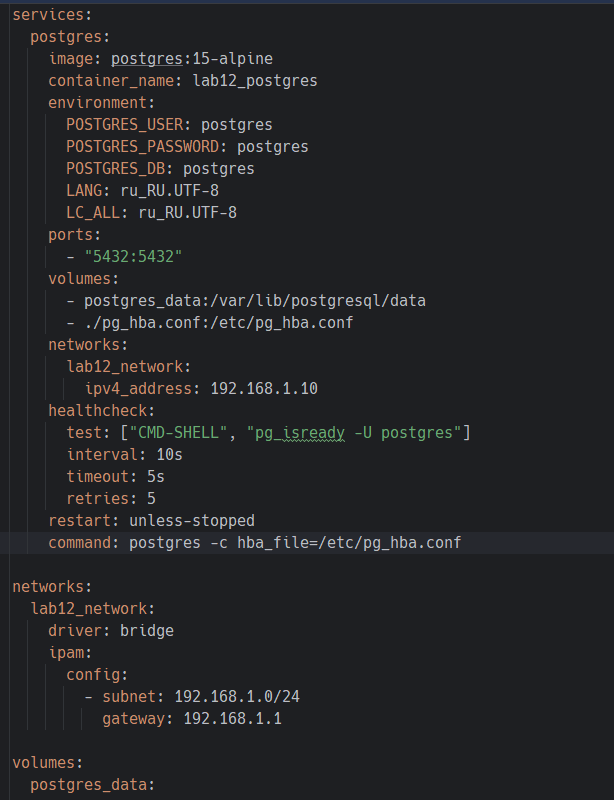 services:
  postgres:
    image: postgres:15-alpine
    container_name: lab12_postgres
    environment:
      POSTGRES_USER: postgres
      POSTGRES_PASSWORD: postgres
      POSTGRES_DB: postgres
      LANG: ru_RU.UTF-8
      LC_ALL: ru_RU.UTF-8
    ports:
      - "5432:5432"
    volumes:
      - postgres_data:/var/lib/postgresql/data
      - ./pg_hba.conf:/etc/pg_hba.conf
    networks:
      lab12_network:
        ipv4_address: 192.168.1.10
    healthcheck:
      test: ["CMD-SHELL", "pg_isready -U postgres"]
      interval: 10s
      timeout: 5s
      retries: 5
    restart: unless-stopped
    command: postgres -c hba_file=/etc/pg_hba.conf

networks:
  lab12_network:
    driver: bridge
    ipam:
      config:
        - subnet: 192.168.1.0/24
          gateway: 192.168.1.1

volumes:
  postgres_data: